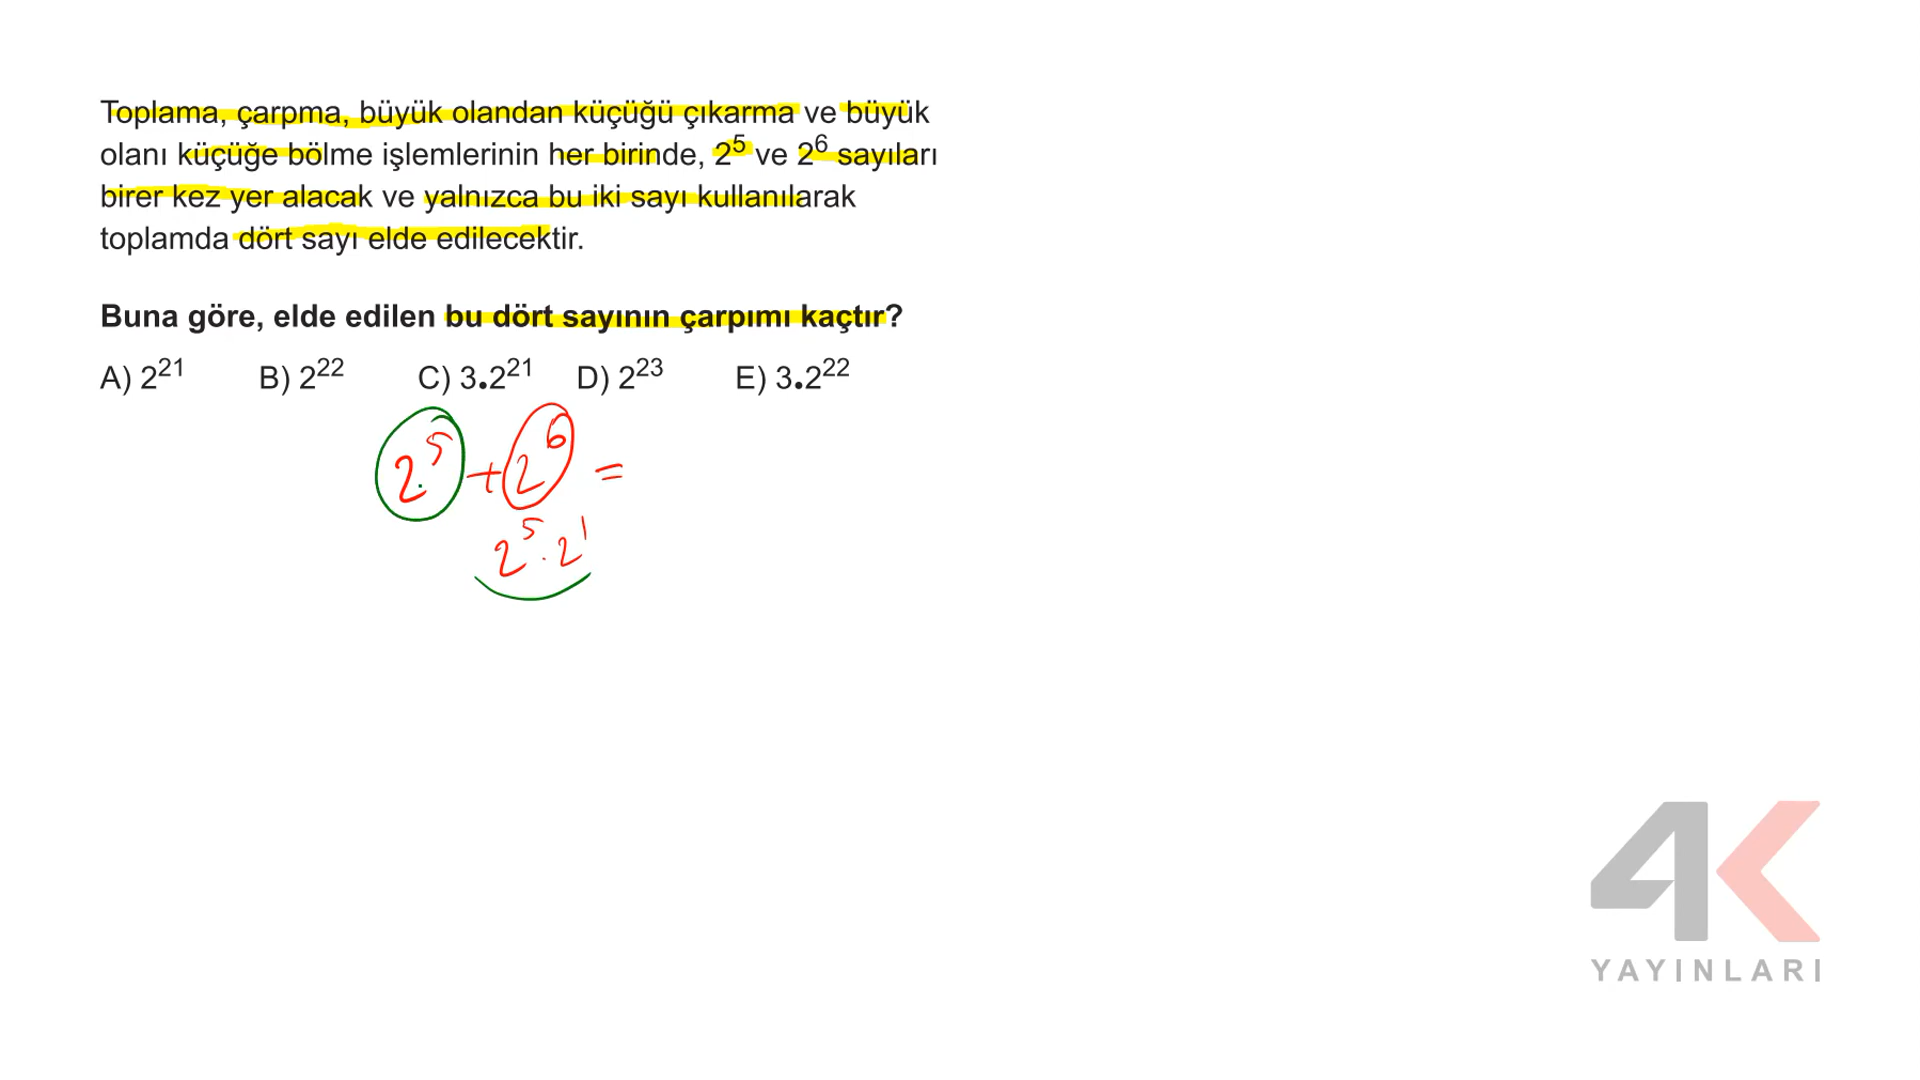 Toplama, çarpma, büyük olandan küçüğü çıkarma ve büyük
olanı küçüğe bölme işlemlerinin her birinde, 2⁵ ve 2⁶ sayıları
birer kez yer alacak ve yalnızca bu iki sayı kullanılarak
toplamda dört sayı elde edilecektir.
Buna göre, elde edilen bu dört sayının çarpımı kaçtır?
A) 2²¹ B) 2²² C) 3.2²¹ D) 2²³ E) 3.2²²
2⁵ + 2⁶ =
2⁵ . 2¹
4K
YAYINLARI